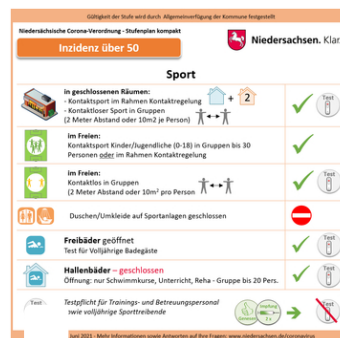 Gültigkeit der Stufe wird durch Allgemeinverfügung der Kommune festgestellt
Niedersächsische Corona-Verordnung - Stufenplan kompakt
Inzidenz über 50
Niedersachsen. Klar
Sport
in geschlossenen Räumen:
- Kontaktsport im Rahmen Kontaktregelung
- Kontaktloser Sport in Gruppen
(2 Meter Abstand oder 10m2 je Person)
+ 2
Test
im Freien:
Kontaktsport Kinder/Jugendliche (0-18) in Gruppen bis 30
Personen oder im Rahmen Kontaktregelung
im Freien:
Kontaktlos in Gruppen
(2 Meter Abstand oder 10m² pro Person
Test
Duschen/Umkleide auf Sportanlagen geschlossen
Freibäder geöffnet
Test für Volljährige Badegäste
Test
Hallenbäder – geschlossen
Öffnung: nur Schwimmkurse, Unterricht, Reha - Gruppe bis 20 Pers.
Test
Test
Testpflicht für Trainings- und Betreuungspersonal
sowie volljährige Sporttreibende
Genesen
Impfung
2 x
Test
Juni 2021 - Mehr Informationen sowie Antworten auf Ihre Fragen: www.niedersachsen.de/coronavirus